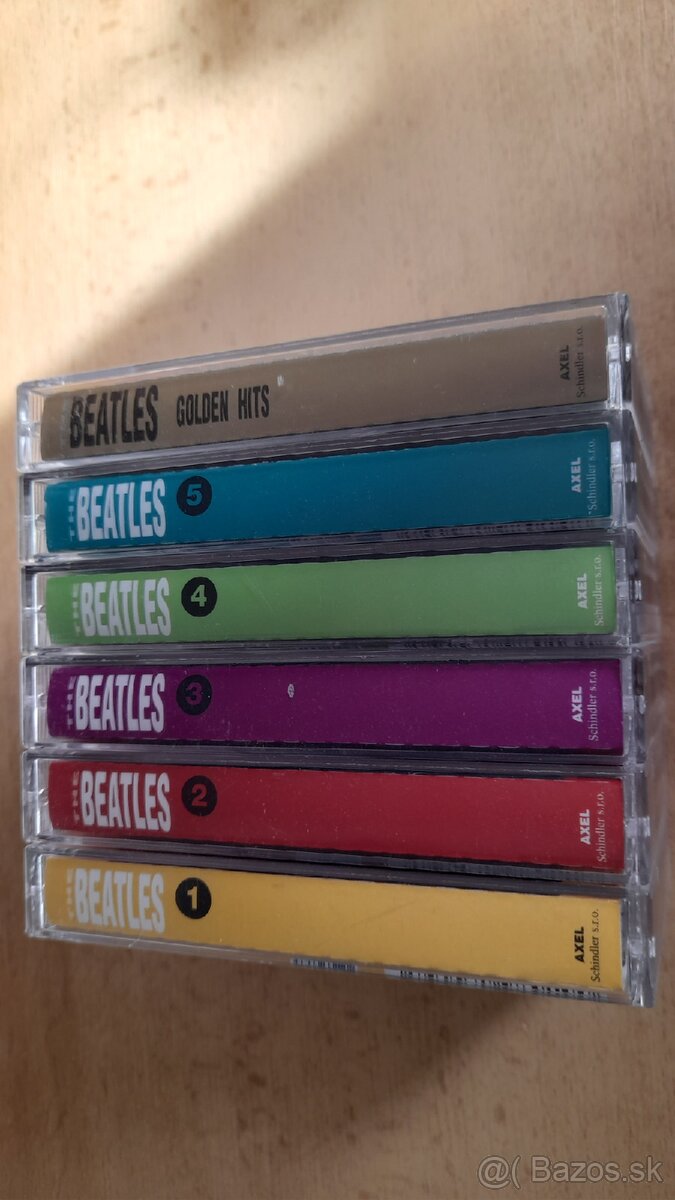 BEATLES GOLDEN HITS
AXEL
Schindler s.r.o.
THE
BEATLES 5
AXEL
"Schindler s.r.o.
THE
BEATLES 4
AXEL
Schindler s.r.o.
THE
BEATLES 3
AXEL
Schindler s.r.o.
THE
BEATLES 2
AXEL
Schindler s.r.o.
THE
BEATLES 1
AXEL
Schindler s.r.o.
@( Bazos.sk